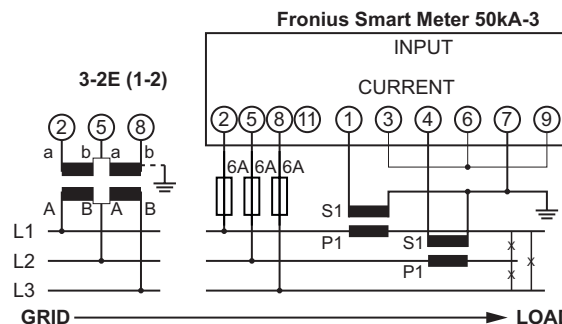 Fronius Smart Meter 50kA-3
INPUT
3-2E (1-2)
CURRENT
2 5 8
2 5 8 11 1 3 4 6 7 9
a b a b
6A 6A 6A
A B A B
S1
L1
P1
S1
L2
P1
x x
x
L3
GRID LOAD